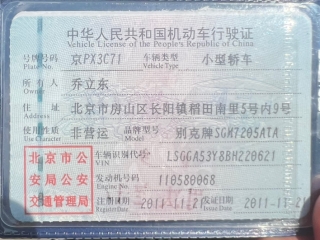 中华人民共和国机动车行驶证
Vehicle License of the People's Republic of China
号牌号码 京PX3C71 车辆类型 小型轿车
Plate No. Vehicle Type
所有人 乔立东
Owner
住址 北京市房山区长阳镇稻田南里5号内9号
Address
使用性质 非营运 品牌型号 别克牌SGM7205ATA
Use Character Model
北京市公
安局公安
交通管理局
车辆识别代号 LSGGA53Y8BH220621
VIN
发动机号码 110580068
Engine No.
注册日期 2011-11-21 发证日期 2011-11-21
Register Date Issue Date